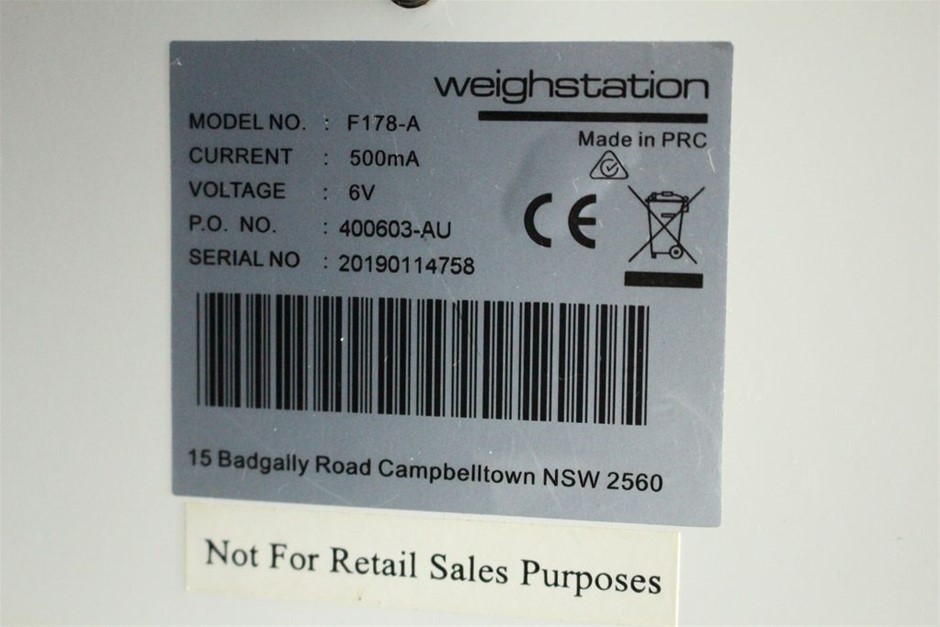 weighstation
Made in PRC
MODEL NO. : F178-A
CURRENT : 500mA
VOLTAGE : 6V
P.O. NO. : 400603-AU
SERIAL NO : 20190114758
CE
15 Badgally Road Campbelltown NSW 2560
Not For Retail Sales Purposes